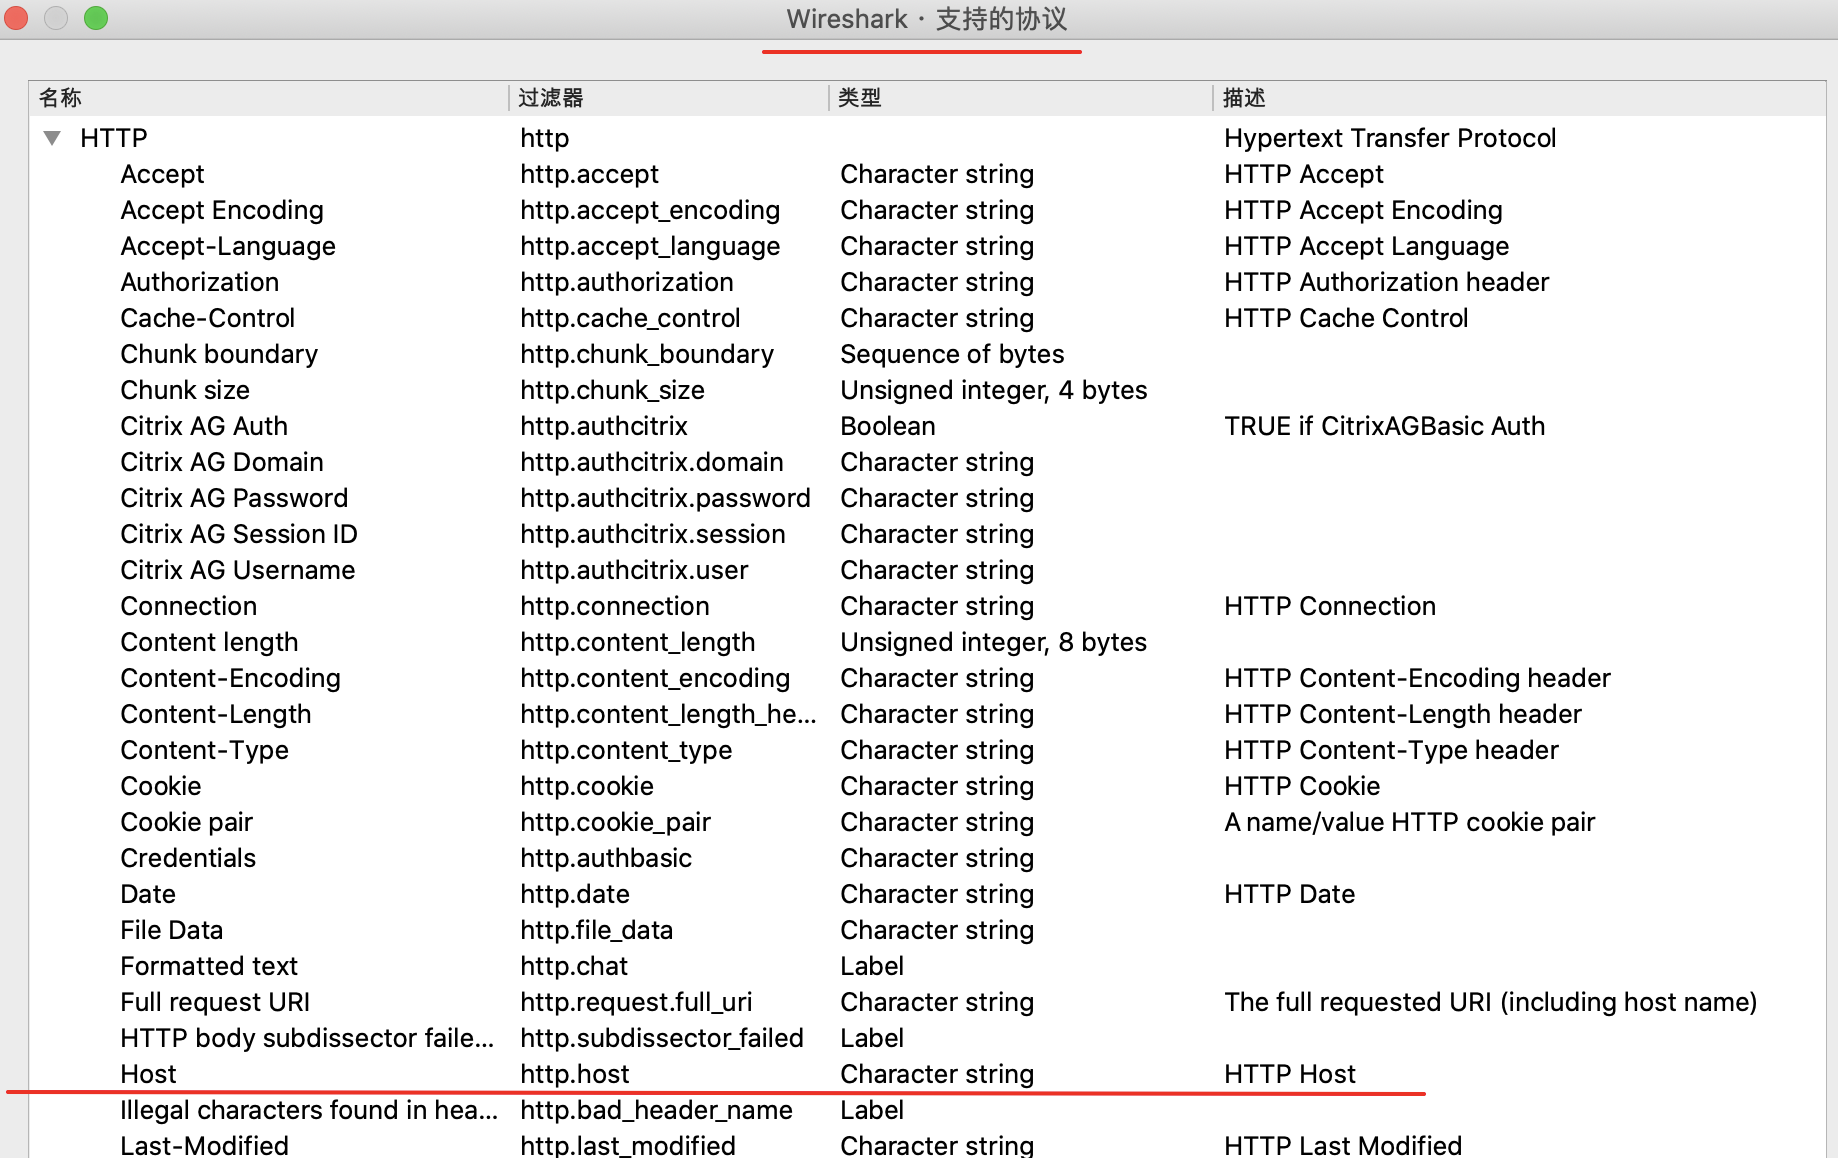 Wireshark · 支持的协议
名称 过滤器 类型 描述
HTTP http Hypertext Transfer Protocol
Accept http.accept Character string HTTP Accept
Accept Encoding http.accept_encoding Character string HTTP Accept Encoding
Accept-Language http.accept_language Character string HTTP Accept Language
Authorization http.authorization Character string HTTP Authorization header
Cache-Control http.cache_control Character string HTTP Cache Control
Chunk boundary http.chunk_boundary Sequence of bytes
Chunk size http.chunk_size Unsigned integer, 4 bytes
Citrix AG Auth http.authcitrix Boolean TRUE if CitrixAGBasic Auth
Citrix AG Domain http.authcitrix.domain Character string
Citrix AG Password http.authcitrix.password Character string
Citrix AG Session ID http.authcitrix.session Character string
Citrix AG Username http.authcitrix.user Character string
Connection http.connection Character string HTTP Connection
Content length http.content_length Unsigned integer, 8 bytes
Content-Encoding http.content_encoding Character string HTTP Content-Encoding header
Content-Length http.content_length_he... Character string HTTP Content-Length header
Content-Type http.content_type Character string HTTP Content-Type header
Cookie http.cookie Character string HTTP Cookie
Cookie pair http.cookie_pair Character string A name/value HTTP cookie pair
Credentials http.authbasic Character string
Date http.date Character string HTTP Date
File Data http.file_data Character string
Formatted text http.chat Label
Full request URI http.request.full_uri Character string The full requested URI (including host name)
HTTP body subdissector faile... http.subdissector_failed Label
Host http.host Character string HTTP Host
Illegal characters found in hea... http.bad_header_name Label
Last-Modified http.last_modified Character string HTTP Last Modified